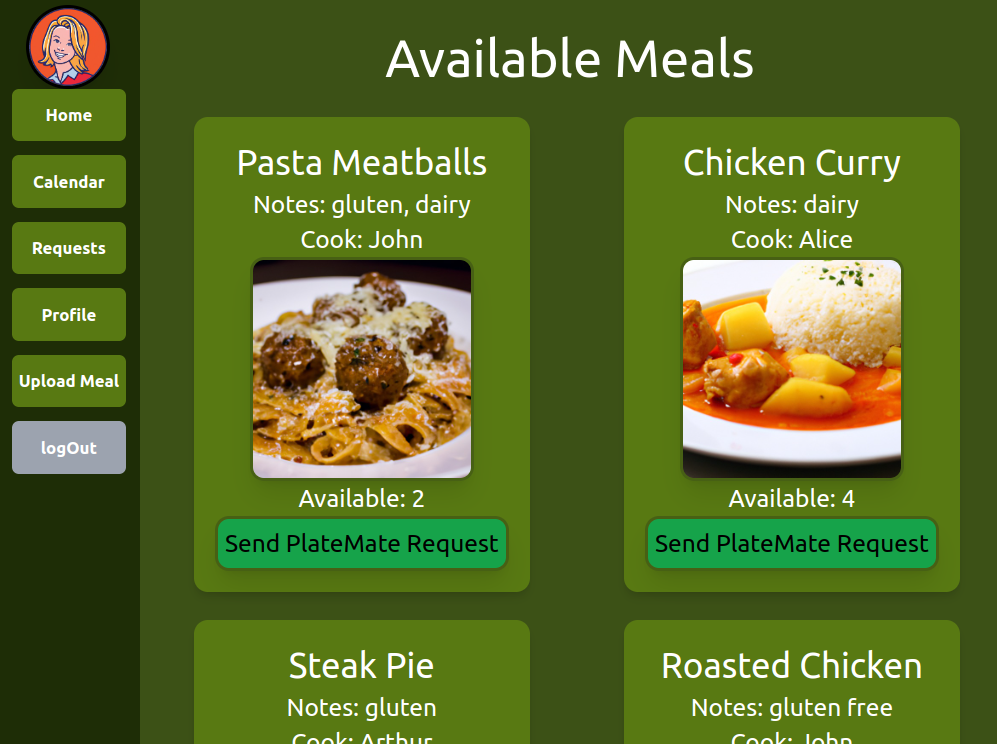 Available Meals
Home
Calendar
Requests
Profile
Upload Meal
logOut
Pasta Meatballs
Notes: gluten, dairy
Cook: John
Available: 2
Send PlateMate Request
Chicken Curry
Notes: dairy
Cook: Alice
Available: 4
Send PlateMate Request
Steak Pie
Notes: gluten
Cook: Arthur
Roasted Chicken
Notes: gluten free
Cook: John